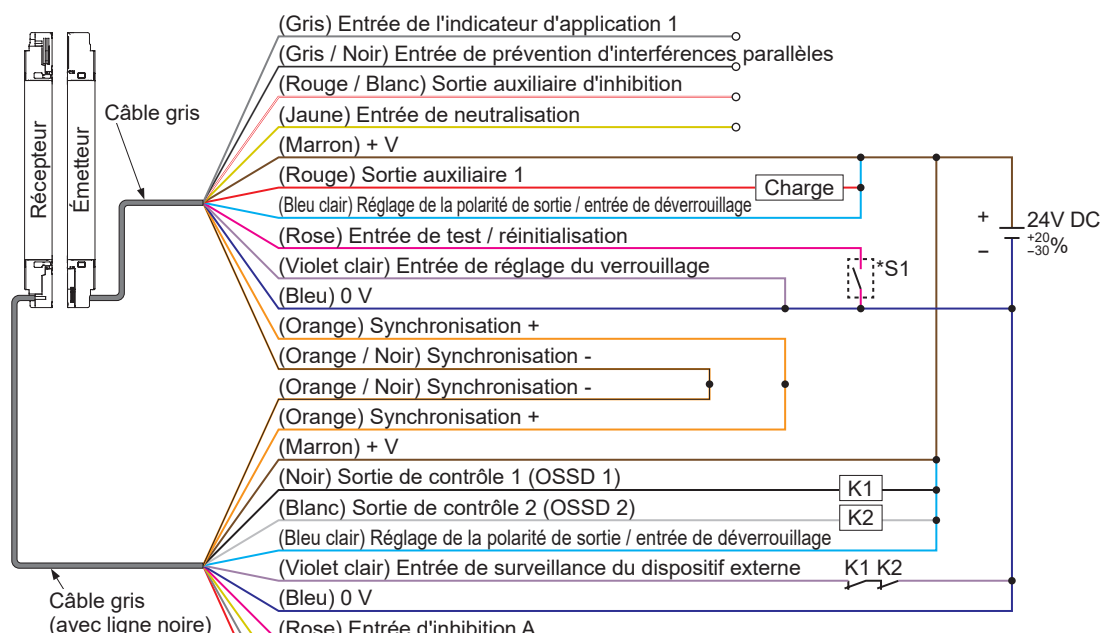 (Gris) Entrée de l'indicateur d'application 1
(Gris / Noir) Entrée de prévention d'interférences parallèles
(Rouge / Blanc) Sortie auxiliaire d'inhibition
Câble gris
(Jaune) Entrée de neutralisation
(Marron) + V
Récepteur
Émetteur
(Rouge) Sortie auxiliaire 1
Charge
(Bleu clair) Réglage de la polarité de sortie / entrée de déverrouillage
+ 24V DC
+20
−30%
−
(Rose) Entrée de test / réinitialisation
(Violet clair) Entrée de réglage du verrouillage
*S1
(Bleu) 0 V
(Orange) Synchronisation +
(Orange / Noir) Synchronisation -
(Orange / Noir) Synchronisation -
(Orange) Synchronisation +
(Marron) + V
(Noir) Sortie de contrôle 1 (OSSD 1)
K1
(Blanc) Sortie de contrôle 2 (OSSD 2)
K2
(Bleu clair) Réglage de la polarité de sortie / entrée de déverrouillage
(Violet clair) Entrée de surveillance du dispositif externe
K1 K2
(Bleu) 0 V
Câble gris
(avec ligne noire)
(Rose) Entrée d'inhibition A